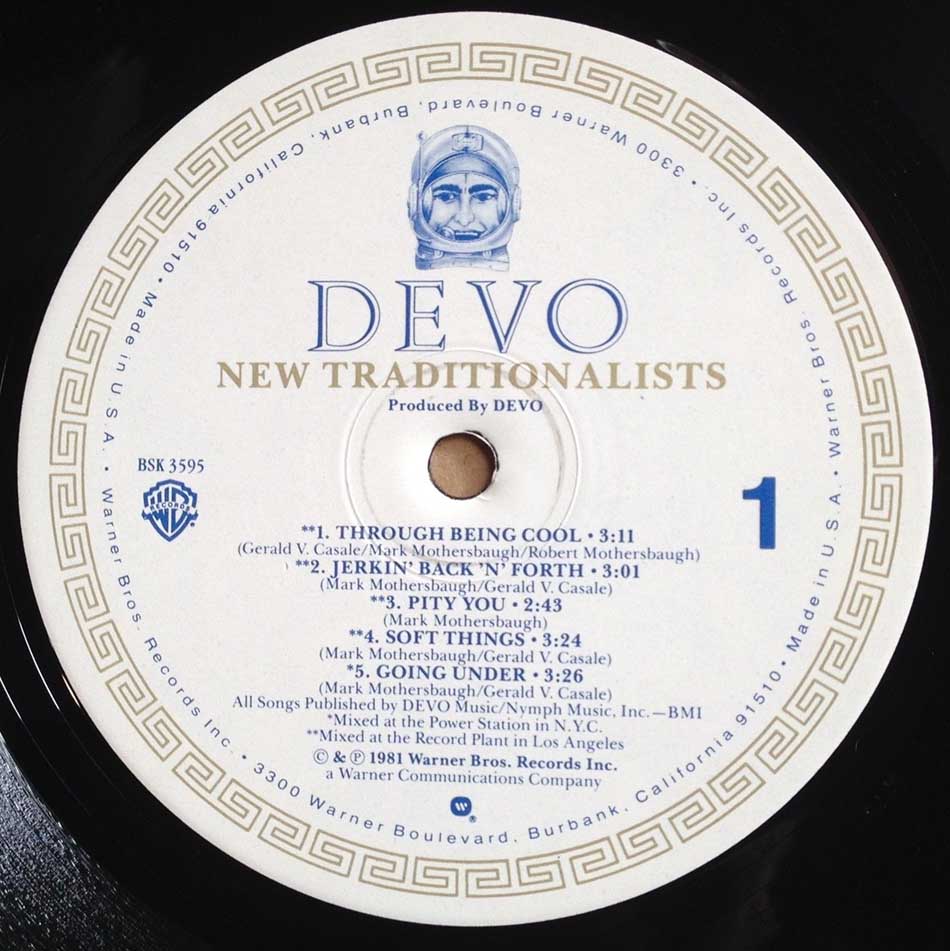 DEVO
NEW TRADITIONALISTS
Produced By DEVO
BSK 3595
WB RECORDS ®
1
**1. THROUGH BEING COOL • 3:11
(Gerald V. Casale/Mark Mothersbaugh/Robert Mothersbaugh)
**2. JERKIN' BACK 'N' FORTH • 3:01
(Mark Mothersbaugh/Gerald V. Casale)
**3. PITY YOU • 2:43
(Mark Mothersbaugh)
**4. SOFT THINGS • 3:24
(Mark Mothersbaugh/Gerald V. Casale)
*5. GOING UNDER • 3:26
(Mark Mothersbaugh/Gerald V. Casale)
All Songs Published by DEVO Music/Nymph Music, Inc.—BMI
*Mixed at the Power Station in N.Y.C.
**Mixed at the Record Plant in Los Angeles
© & ℗ 1981 Warner Bros. Records Inc.
a Warner Communications Company
W ®
Warner Bros. Records Inc. • 3300 Warner Boulevard, Burbank, California 91510 • Made in U.S.A. • Warner Bros. Records Inc. • 3300 Warner Boulevard, Burbank, California 91510 • Made in U.S.A. •